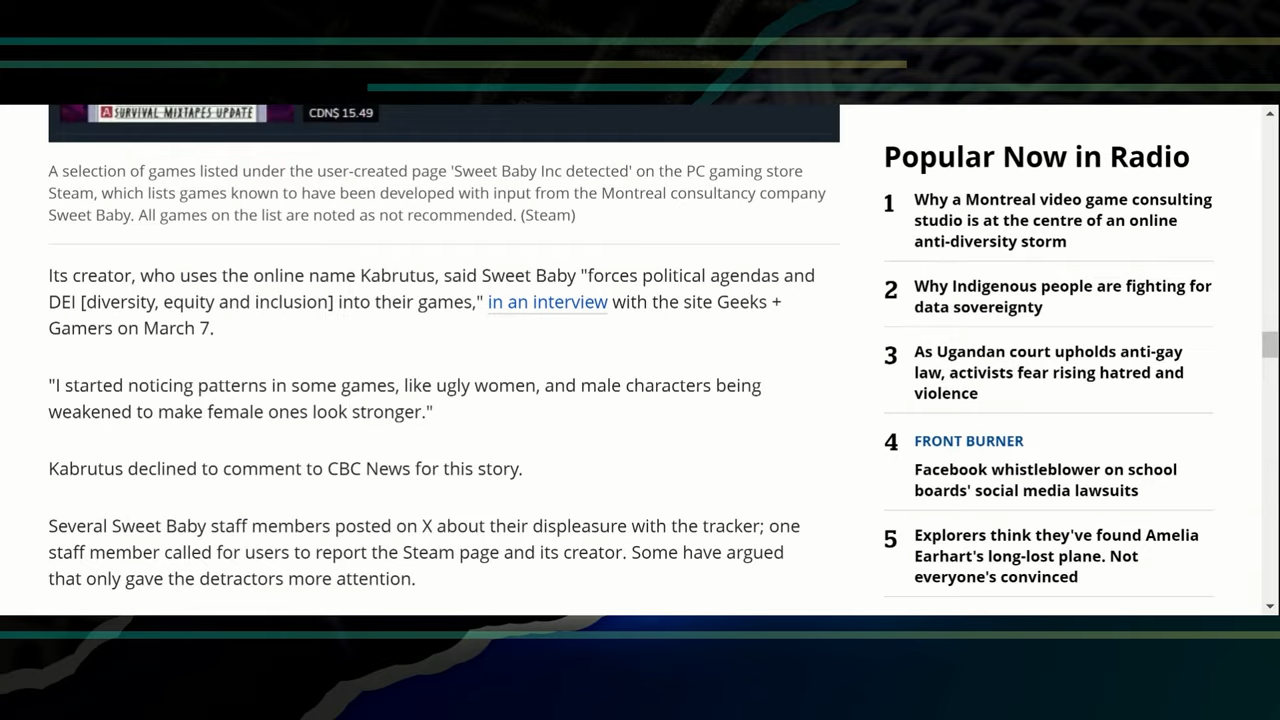 A SURVIVAL MIXTAPES UPDATE
CDN$ 15.49
A selection of games listed under the user-created page 'Sweet Baby Inc detected' on the PC gaming store
Steam, which lists games known to have been developed with input from the Montreal consultancy company
Sweet Baby. All games on the list are noted as not recommended. (Steam)
Its creator, who uses the online name Kabrutus, said Sweet Baby "forces political agendas and
DEI [diversity, equity and inclusion] into their games," in an interview with the site Geeks +
Gamers on March 7.
"I started noticing patterns in some games, like ugly women, and male characters being
weakened to make female ones look stronger."
Kabrutus declined to comment to CBC News for this story.
Several Sweet Baby staff members posted on X about their displeasure with the tracker; one
staff member called for users to report the Steam page and its creator. Some have argued
that only gave the detractors more attention.
Popular Now in Radio
1 Why a Montreal video game consulting
studio is at the centre of an online
anti-diversity storm
2 Why Indigenous people are fighting for
data sovereignty
3 As Ugandan court upholds anti-gay
law, activists fear rising hatred and
violence
4 FRONT BURNER
Facebook whistleblower on school
boards' social media lawsuits
5 Explorers think they've found Amelia
Earhart's long-lost plane. Not
everyone's convinced